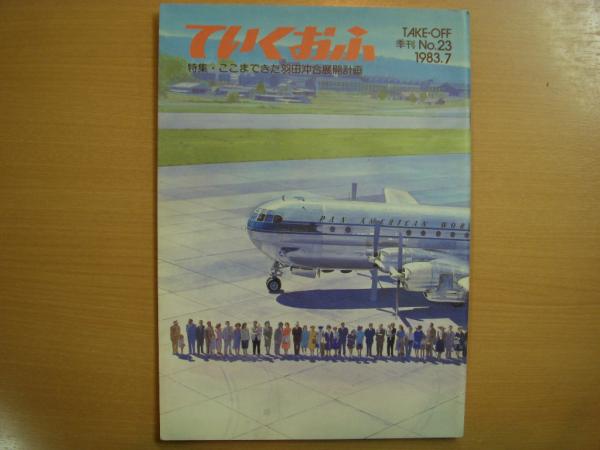 ていくおふ
TAKE-OFF
季刊 No.23
1983.7
特集・ここまできた羽田沖合展開計画
PAN AMERICAN WORL